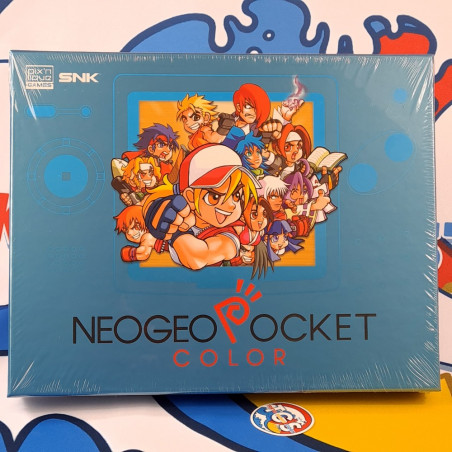 pix'n love GAMES
SNK
NEOGEO POCKET
COLOR